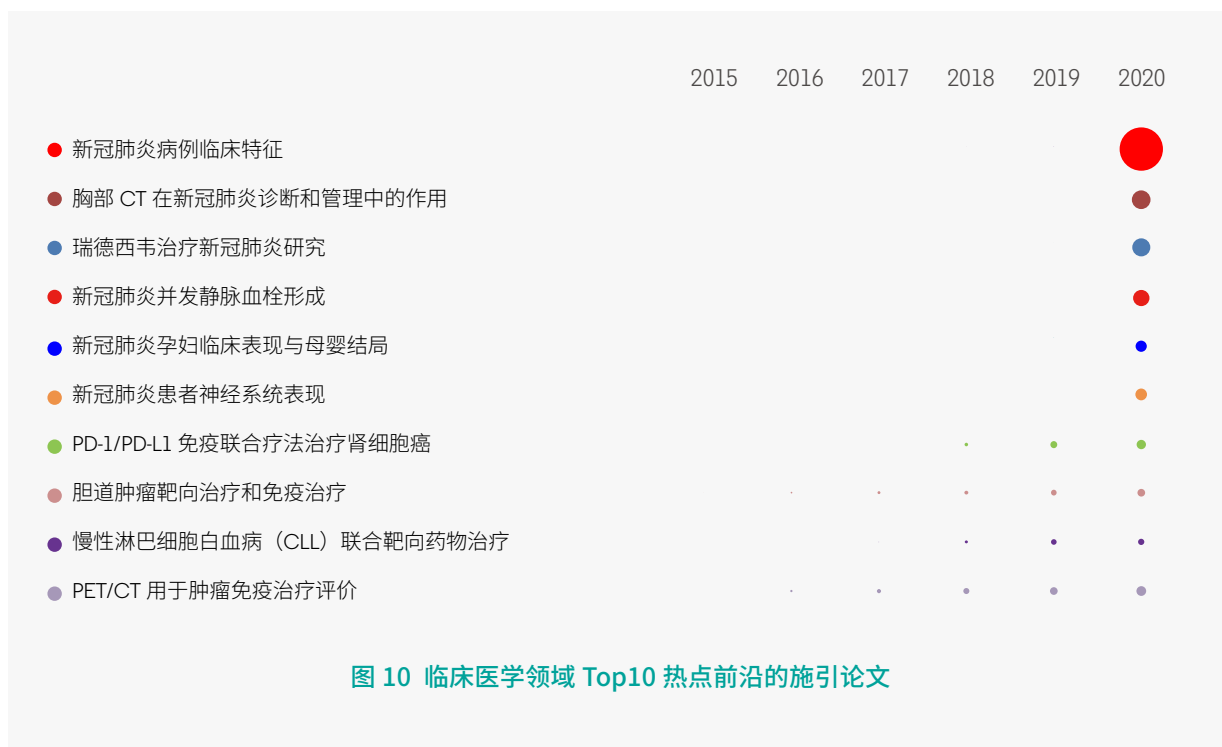 2015 2016 2017 2018 2019 2020
新冠肺炎病例临床特征
胸部 CT 在新冠肺炎诊断和管理中的作用
瑞德西韦治疗新冠肺炎研究
新冠肺炎并发静脉血栓形成
新冠肺炎孕妇临床表现与母婴结局
新冠肺炎患者神经系统表现
PD-1/PD-L1 免疫联合疗法治疗肾细胞癌
胆道肿瘤靶向治疗和免疫治疗
慢性淋巴细胞白血病（CLL）联合靶向药物治疗
PET/CT 用于肿瘤免疫治疗评价
图 10 临床医学领域 Top10 热点前沿的施引论文